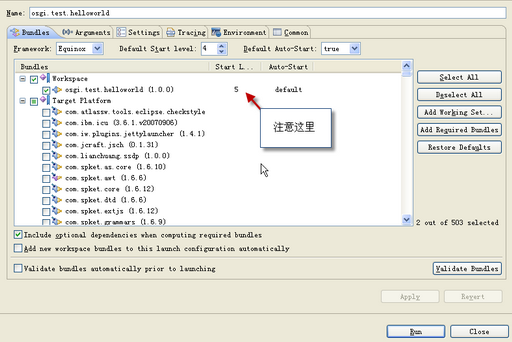 Name: osgi.test.helloworld
Bundles Arguments Settings Tracing Environment Common
Framework: Equinox Default Start level: 4 Default Auto-Start: true
Bundles Start L... Auto-Start
Workspace
osgi.test.helloworld (1.0.0) 5 default
Target Platform
com.atlassw.tools.eclipse.checkstyle
com.ibm.icu (3.6.1.v20070906)
com.iw.plugins.jettylauncher (1.4.1)
com.jcraft.jsch (0.1.31)
com.lianchuang.ssdp (1.0.0)
com.spket.as.core (1.6.10)
com.spket.awt (1.6.6)
com.spket.core (1.6.12)
com.spket.dtd (1.6.6)
com.spket.extjs (1.6.12)
com.spket.grammars (1.6.9)
注意这里
Select All
Deselect All
Add Working Set...
Add Required Bundles
Restore Defaults
2 out of 503 selected
Include optional dependencies when computing required bundles
Add new workspace bundles to this launch configuration automatically
Validate bundles automatically prior to launching
Validate Bundles
Apply Revert
Run Close